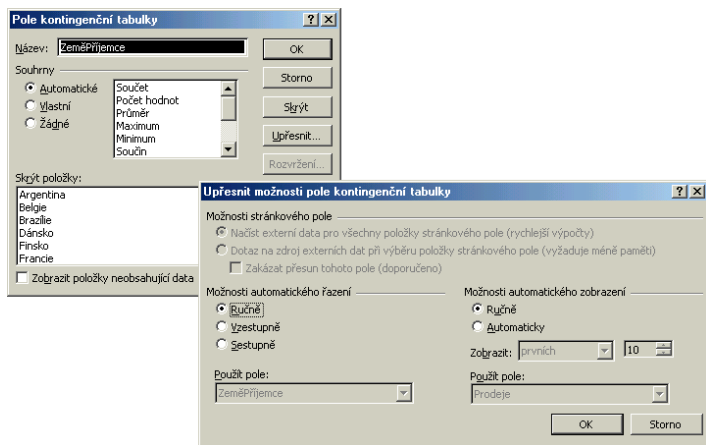 Pole kontingenční tabulky
Název: ZeměPříjemce
OK
Souhrny
Storno
Automatické
Vlastní
Žádné
Součet
Počet hodnot
Průměr
Maximum
Minimum
Součin
Skrýt
Upřesnit...
Rozvržení...
Skrýt položky:
Argentina
Belgie
Brazílie
Dánsko
Finsko
Francie
Zobrazit položky neobsahující data
Upřesnit možnosti pole kontingenční tabulky
Možnosti stránkového pole
Načíst externí data pro všechny položky stránkového pole (rychlejší výpočty)
Dotaz na zdroj externích dat při výběru položky stránkového pole (vyžaduje méně paměti)
Zakázat přesun tohoto pole (doporučeno)
Možnosti automatického řazení
Ručně
Vzestupně
Sestupně
Použít pole:
ZeměPříjemce
Možnosti automatického zobrazení
Ručně
Automaticky
Zobrazit: prvních 10
Použít pole:
Prodeje
OK Storno